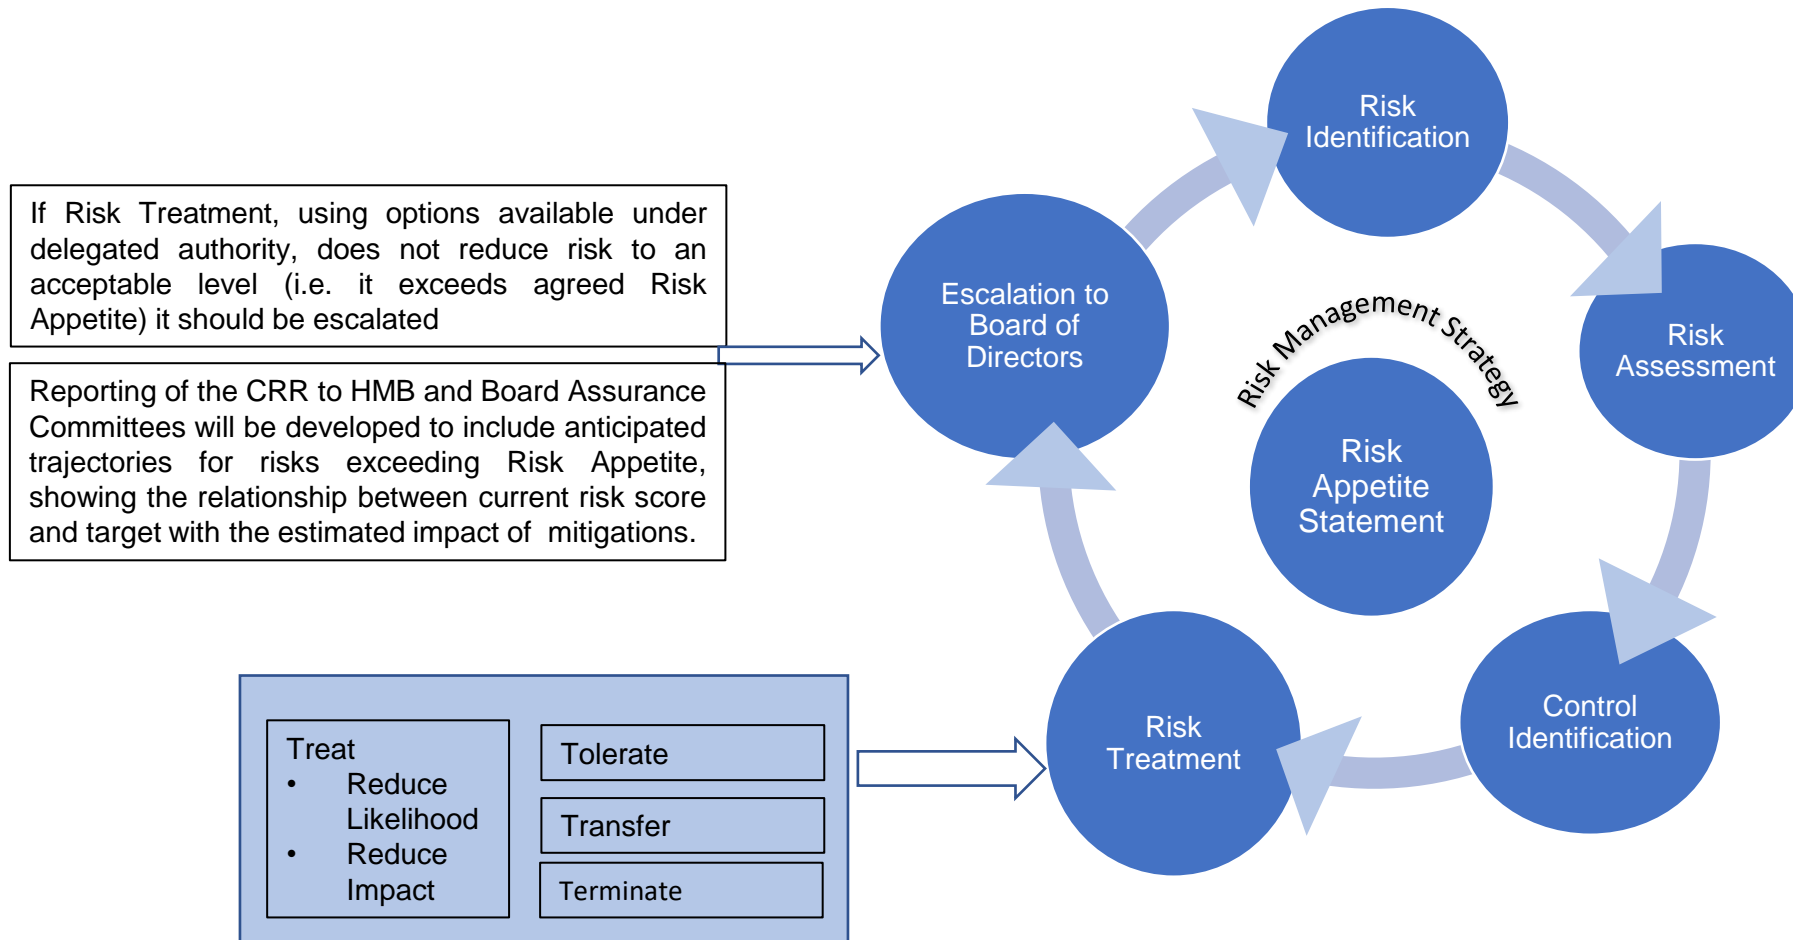 If Risk Treatment, using options available under
delegated authority, does not reduce risk to an
acceptable level (i.e. it exceeds agreed Risk
Appetite) it should be escalated
Reporting of the CRR to HMB and Board Assurance
Committees will be developed to include anticipated
trajectories for risks exceeding Risk Appetite,
showing the relationship between current risk score
and target with the estimated impact of mitigations.
Treat
• Reduce
Likelihood
• Reduce
Impact
Tolerate
Transfer
Terminate
Risk
Identification
Risk
Assessment
Control
Identification
Risk
Treatment
Escalation to
Board of
Directors
Risk Management Strategy
Risk
Appetite
Statement